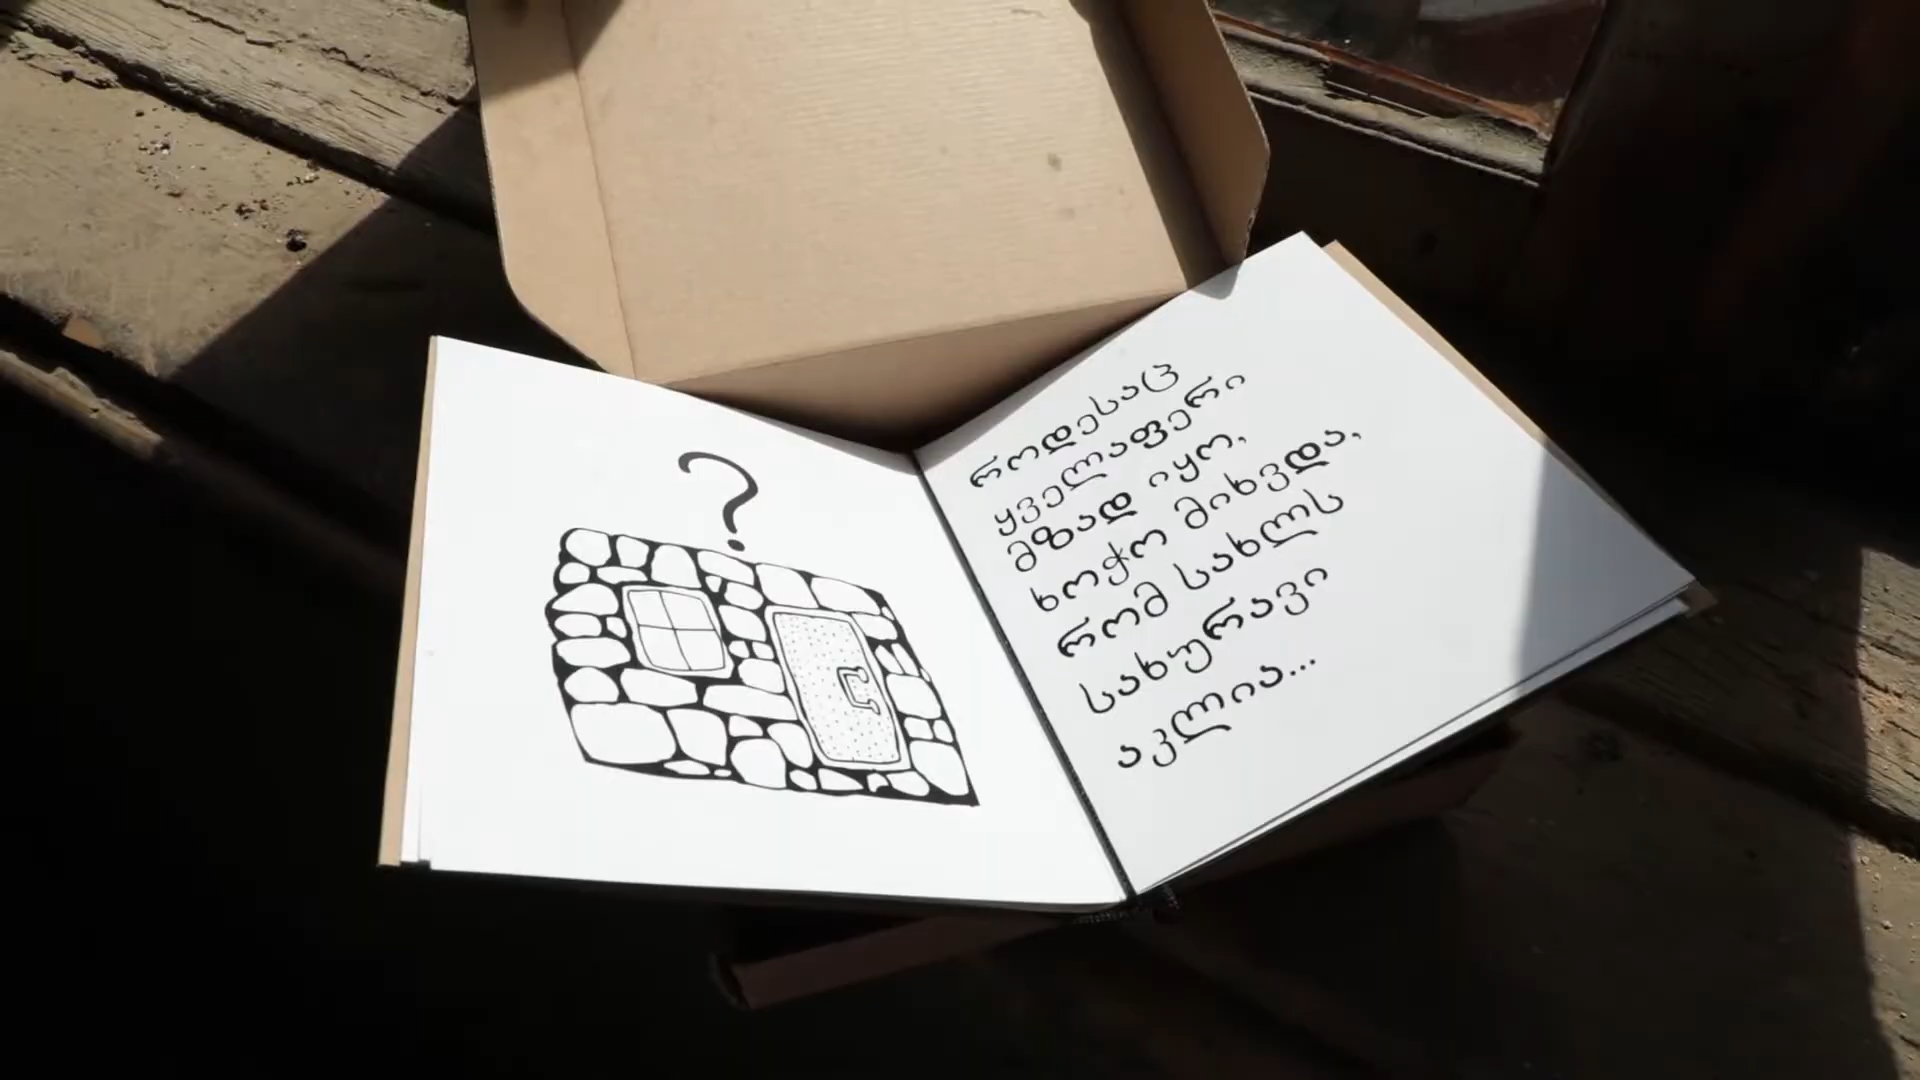 ?
როდესაც
ყველაფერი
მზად იყო,
ხოჭო მიხვდა,
რომ სახლს
სახურავი
აკლია...